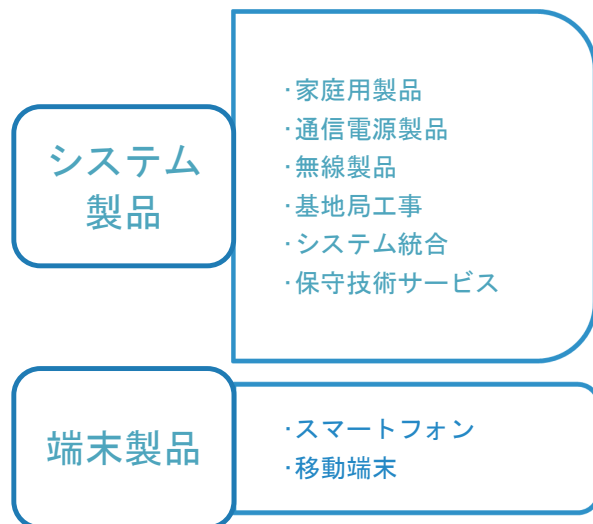 システム
製品
·家庭用製品
·通信電源製品
·無線製品
·基地局工事
·システム統合
·保守技術サービス
端末製品
·スマートフォン
·移動端末